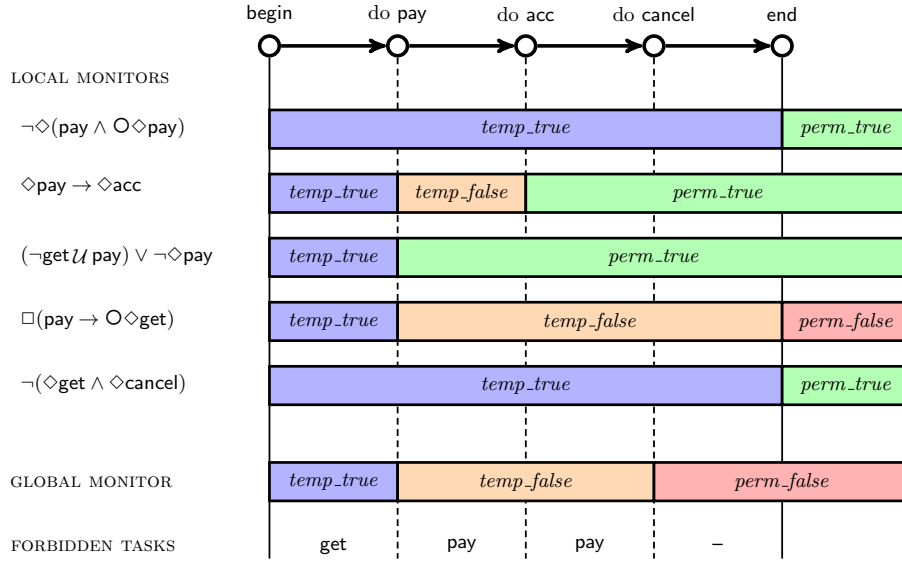 begin do pay do acc do cancel end
LOCAL MONITORS
¬◇(pay ∧ ○◇pay) temp_true perm_true
◇pay → ◇acc temp_true temp_false perm_true
(¬get 𝒰 pay) ∨ ¬◇pay temp_true perm_true
□(pay → ○◇get) temp_true temp_false perm_false
¬(◇get ∧ ◇cancel) temp_true perm_true
GLOBAL MONITOR temp_true temp_false perm_false
FORBIDDEN TASKS get pay pay –